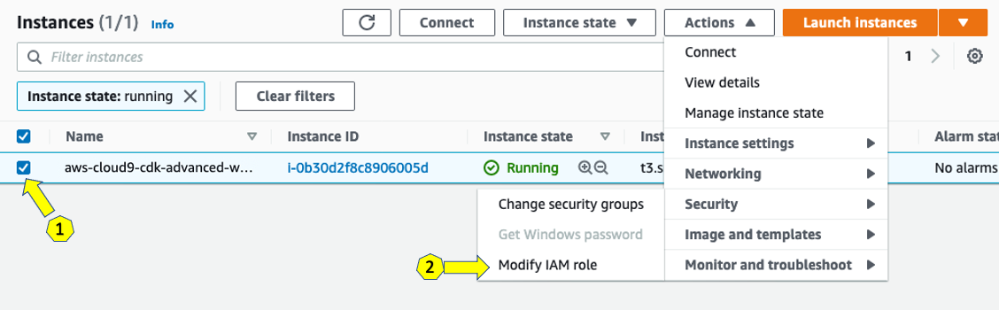 Instances (1/1) Info Connect Instance state Actions Launch instances
Filter instances 1
Connect
View details
Instance state: running Clear filters
Manage instance state
Name Instance ID Instance state Inst Alarm stat
Instance settings
aws-cloud9-cdk-advanced-w... i-0b30d2f8c8906005d Running t3.s No alarms
Networking
Change security groups Security
1
Get Windows password Image and templates
2 Modify IAM role Monitor and troubleshoot